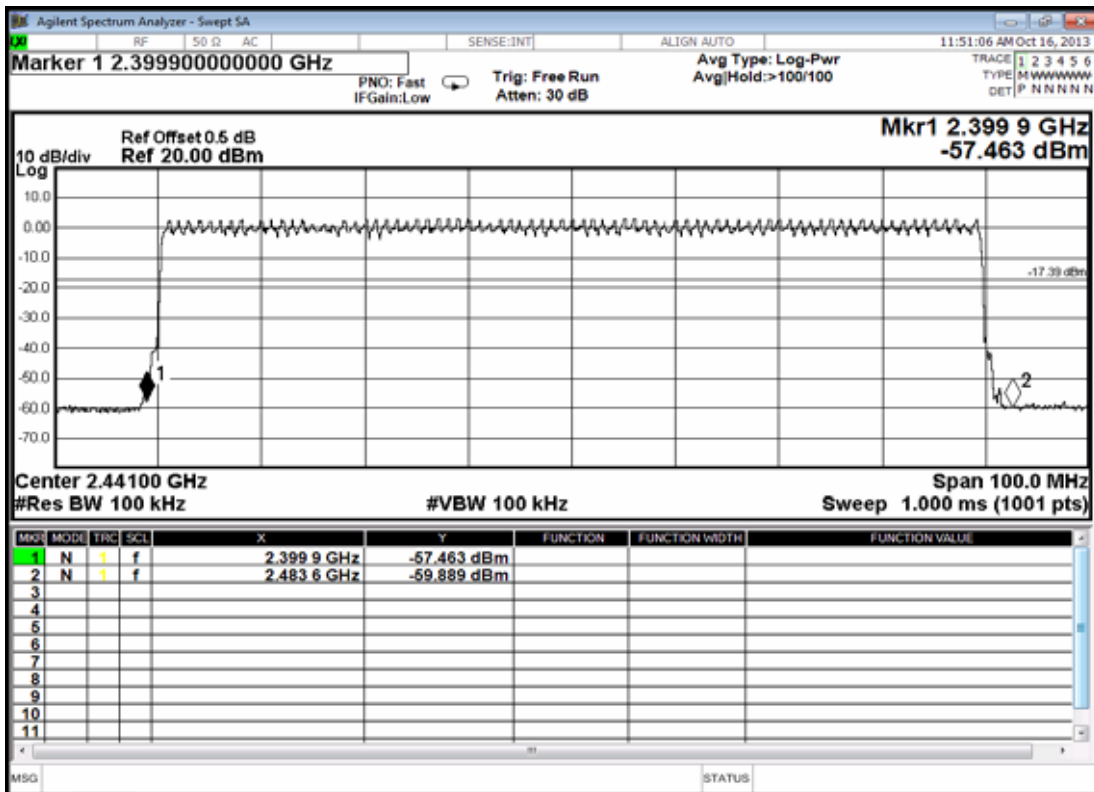 Agilent Spectrum Analyzer - Swept SA
LXI RF 50 Ω AC SENSE:INT ALIGN AUTO 11:51:06 AM Oct 16, 2013
Marker 1 2.399900000000 GHz
PNO: Fast
IFGain:Low
Trig: Free Run
Atten: 30 dB
Avg Type: Log-Pwr
Avg|Hold:>100/100
TRACE 1 2 3 4 5 6
TYPE M WWWWW
DET P N N N N N
Mkr1 2.399 9 GHz
-57.463 dBm
Ref Offset 0.5 dB
10 dB/div Ref 20.00 dBm
Log
10.0
0.00
-10.0
-17.39 dBm
-20.0
-30.0
-40.0
-50.0
1
2
-60.0
-70.0
Center 2.44100 GHz Span 100.0 MHz
#Res BW 100 kHz #VBW 100 kHz Sweep 1.000 ms (1001 pts)
MKR MODE TRC SCL X Y FUNCTION FUNCTION WIDTH FUNCTION VALUE
1 N 1 f 2.399 9 GHz -57.463 dBm
2 N 1 f 2.483 6 GHz -59.889 dBm
3
4
5
6
7
8
9
10
11
MSG STATUS